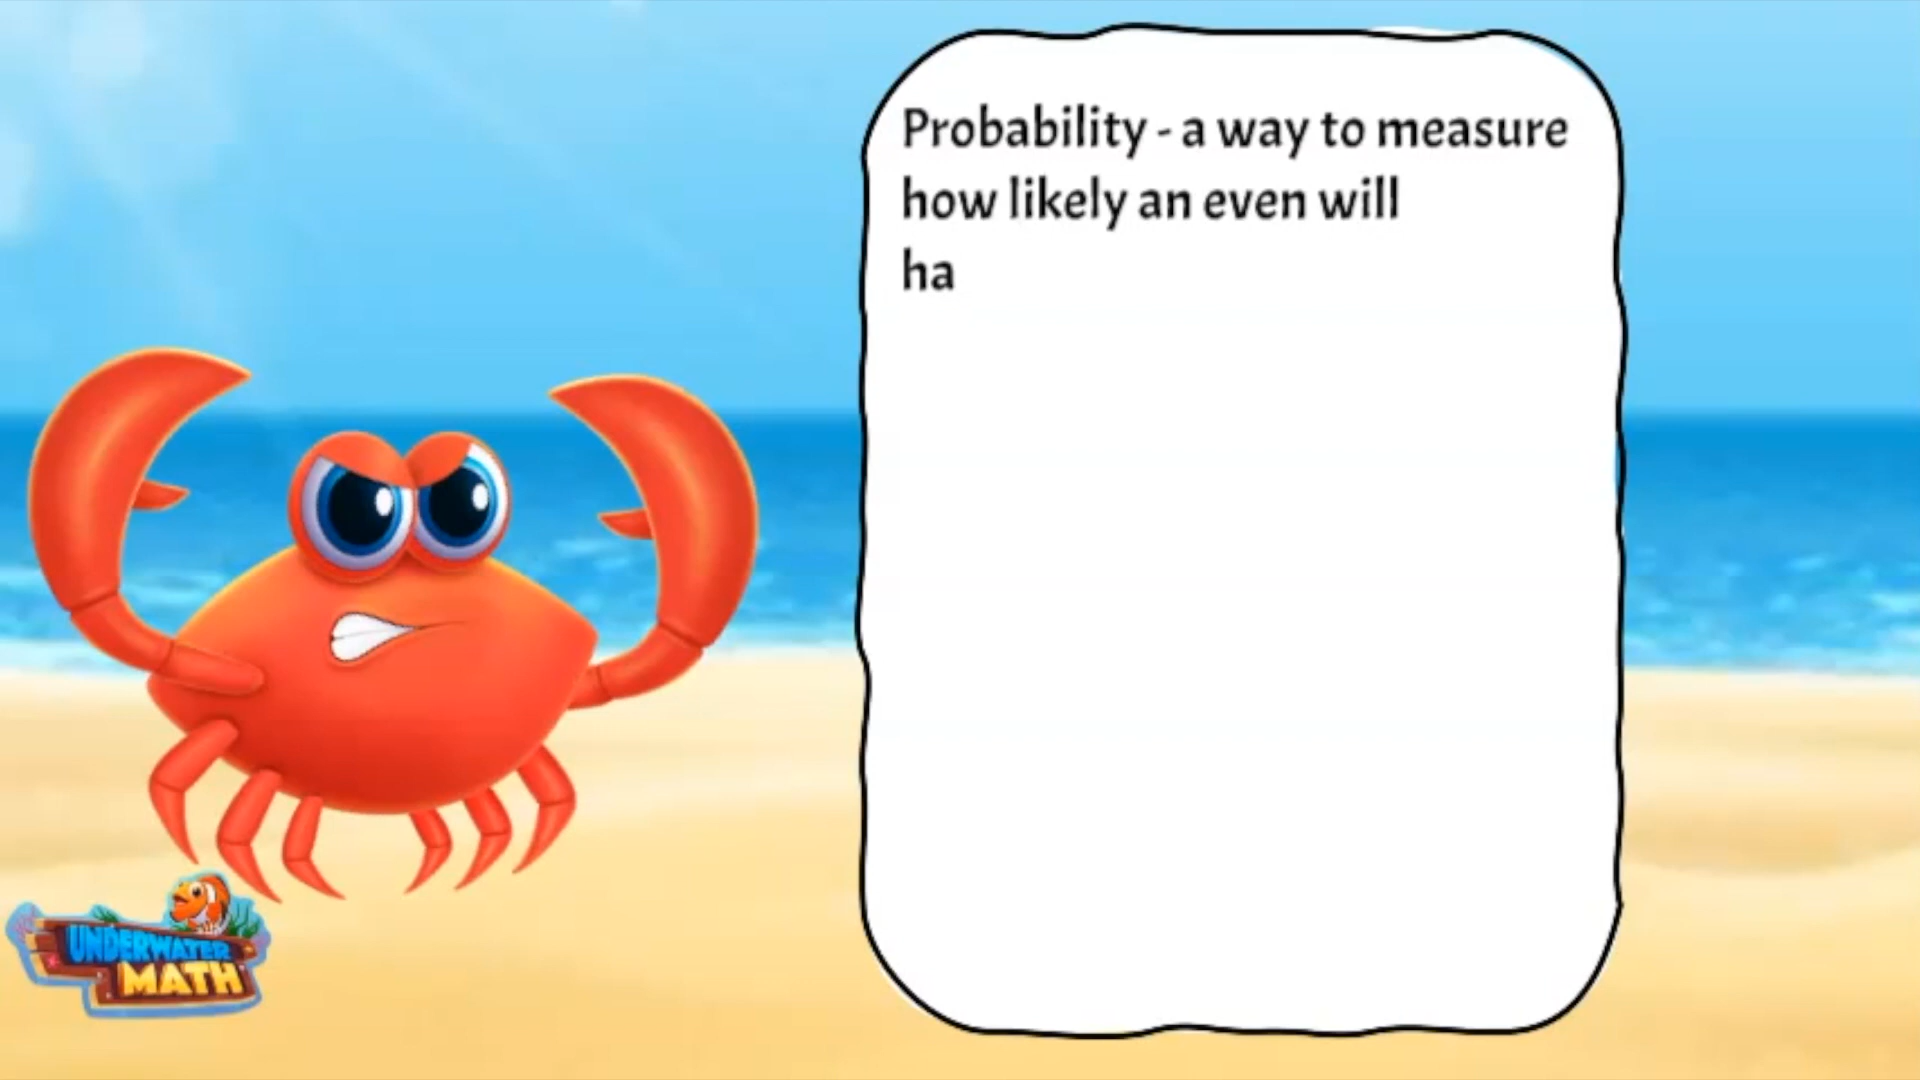 Probability - a way to measure
how likely an even will
ha
UNDERWATER
MATH